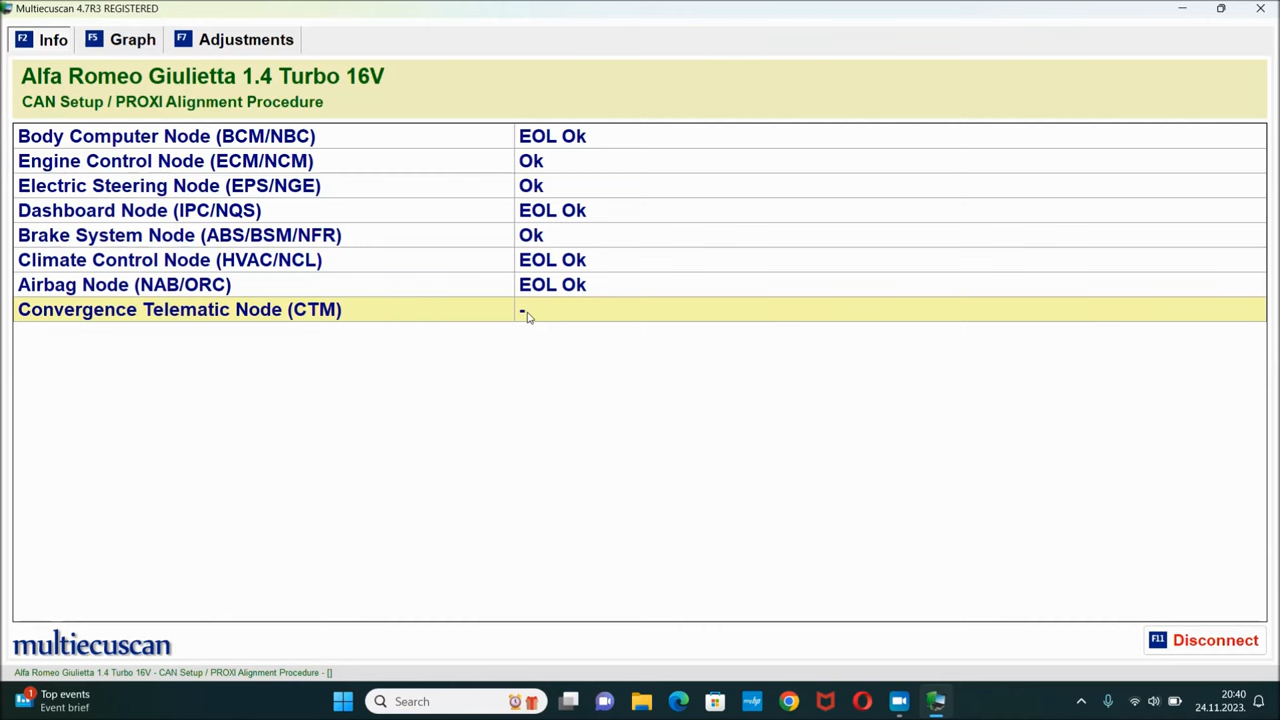 Multiecuscan 4.7R3 REGISTERED
F2 Info F5 Graph F7 Adjustments
Alfa Romeo Giulietta 1.4 Turbo 16V
CAN Setup / PROXI Alignment Procedure
Body Computer Node (BCM/NBC) EOL Ok
Engine Control Node (ECM/NCM) Ok
Electric Steering Node (EPS/NGE) Ok
Dashboard Node (IPC/NQS) EOL Ok
Brake System Node (ABS/BSM/NFR) Ok
Climate Control Node (HVAC/NCL) EOL Ok
Airbag Node (NAB/ORC) EOL Ok
Convergence Telematic Node (CTM) -
multiecuscan F11 Disconnect
Alfa Romeo Giulietta 1.4 Turbo 16V - CAN Setup / PROXI Alignment Procedure - []
1 Top events
Event brief
Search
20:40
24.11.2023.